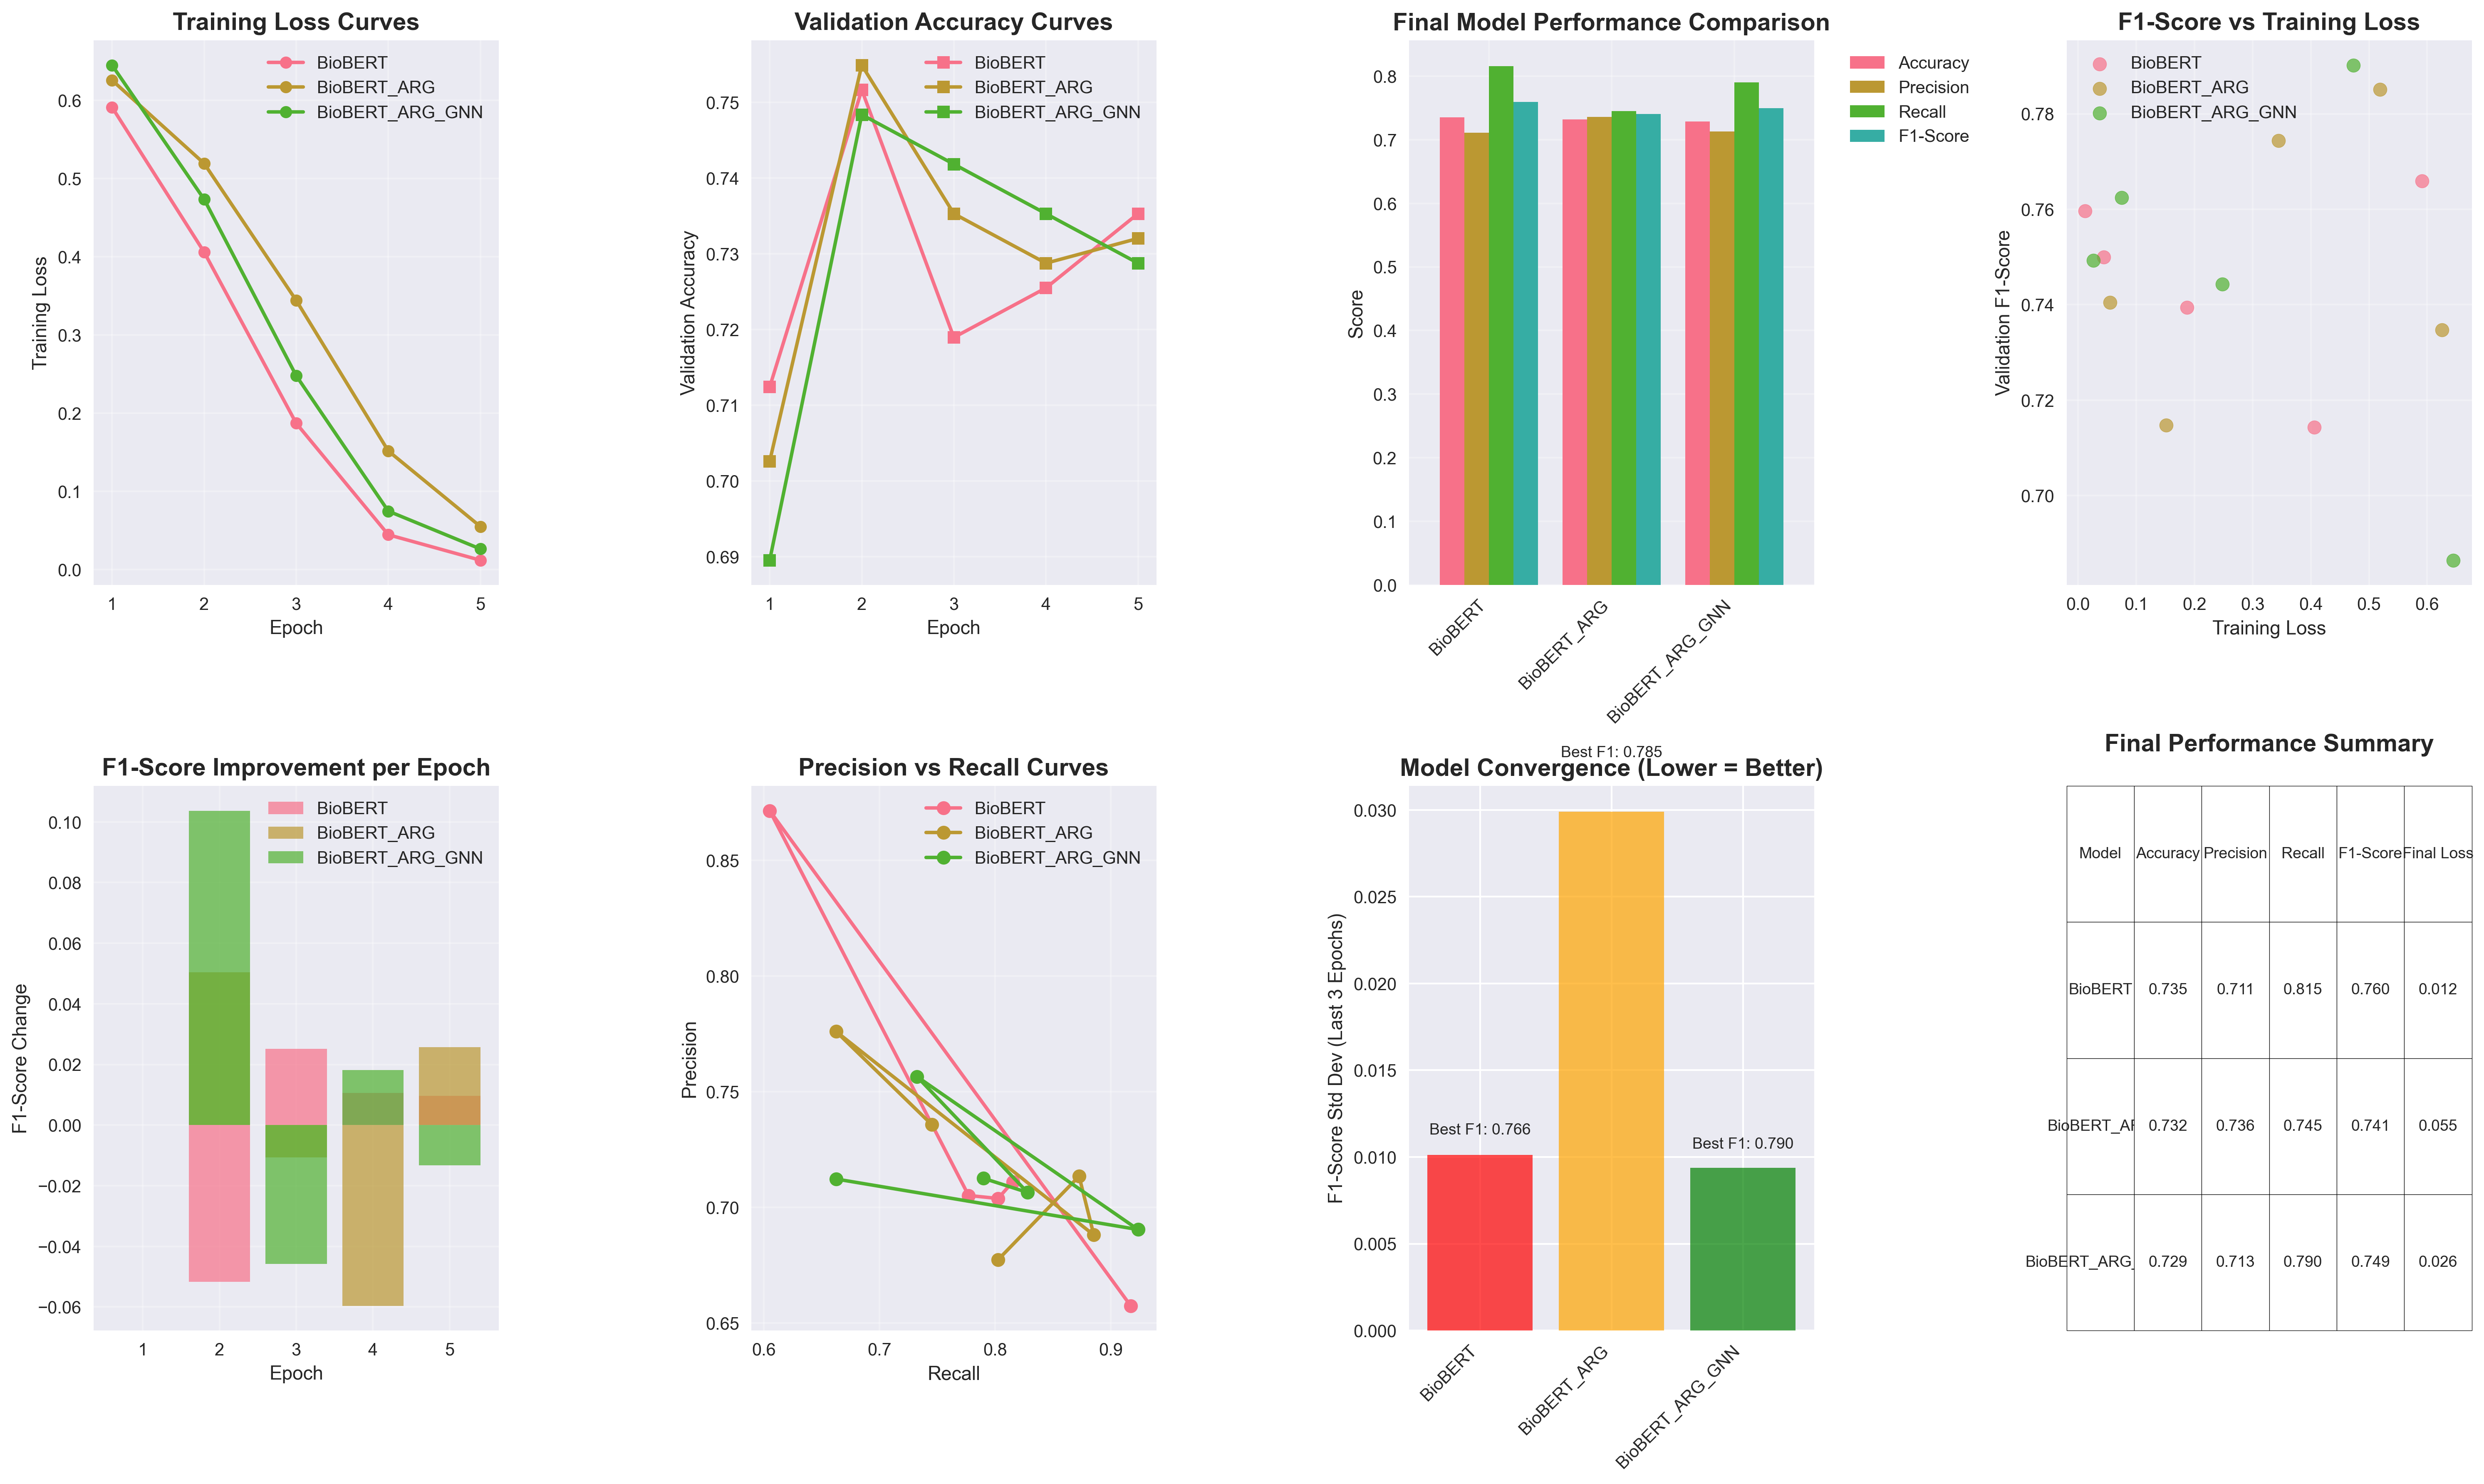 Training Loss Curves
BioBERT
BioBERT_ARG
BioBERT_ARG_GNN
0.6
0.5
0.4
0.3
0.2
0.1
0.0
Training Loss
1 2 3 4 5
Epoch
Validation Accuracy Curves
BioBERT
BioBERT_ARG
BioBERT_ARG_GNN
0.75
0.74
0.73
0.72
0.71
0.70
0.69
Validation Accuracy
1 2 3 4 5
Epoch
Final Model Performance Comparison
Accuracy
Precision
Recall
F1-Score
0.8
0.7
0.6
0.5
0.4
0.3
0.2
0.1
0.0
Score
BioBERT
BioBERT_ARG
BioBERT_ARG_GNN
F1-Score vs Training Loss
BioBERT
BioBERT_ARG
BioBERT_ARG_GNN
0.78
0.76
0.74
0.72
0.70
Validation F1-Score
0.0 0.1 0.2 0.3 0.4 0.5 0.6
Training Loss
F1-Score Improvement per Epoch
BioBERT
BioBERT_ARG
BioBERT_ARG_GNN
0.10
0.08
0.06
0.04
0.02
0.00
−0.02
−0.04
−0.06
F1-Score Change
1 2 3 4 5
Epoch
Precision vs Recall Curves
BioBERT
BioBERT_ARG
BioBERT_ARG_GNN
0.85
0.80
0.75
0.70
0.65
Precision
0.6 0.7 0.8 0.9
Recall
Best F1: 0.785
Model Convergence (Lower = Better)
0.030
0.025
0.020
0.015
0.010
0.005
0.000
F1-Score Std Dev (Last 3 Epochs)
Best F1: 0.766
Best F1: 0.790
BioBERT
BioBERT_ARG
BioBERT_ARG_GNN
Final Performance Summary
Model Accuracy Precision Recall F1-Score Final Loss
BioBERT 0.735 0.711 0.815 0.760 0.012
BioBERT_AR 0.732 0.736 0.745 0.741 0.055
BioBERT_ARG_ 0.729 0.713 0.790 0.749 0.026